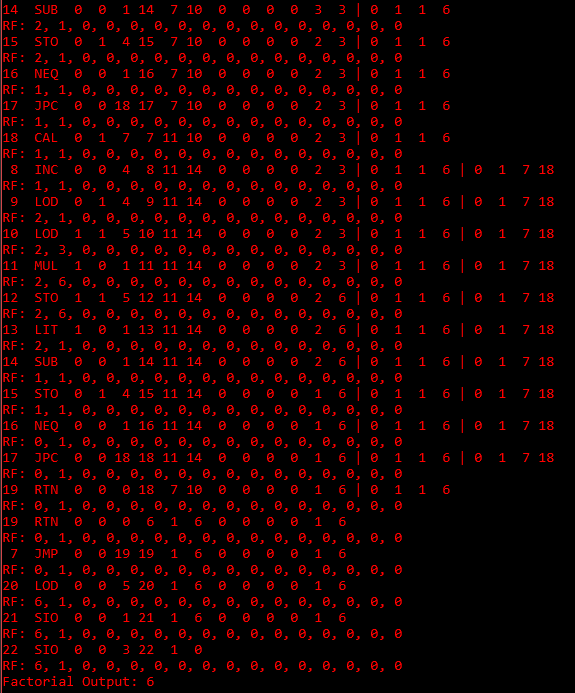 14  SUB  0  0  1 14  7 10  0  0  0  0  3  3 | 0  1  1  6
RF: 2, 1, 0, 0, 0, 0, 0, 0, 0, 0, 0, 0, 0, 0, 0, 0
15  STO  0  1  4 15  7 10  0  0  0  0  2  3 | 0  1  1  6
RF: 2, 1, 0, 0, 0, 0, 0, 0, 0, 0, 0, 0, 0, 0, 0, 0
16  NEQ  0  0  1 16  7 10  0  0  0  0  2  3 | 0  1  1  6
RF: 1, 1, 0, 0, 0, 0, 0, 0, 0, 0, 0, 0, 0, 0, 0, 0
17  JPC  0  0 18 17  7 10  0  0  0  0  2  3 | 0  1  1  6
RF: 1, 1, 0, 0, 0, 0, 0, 0, 0, 0, 0, 0, 0, 0, 0, 0
18  CAL  0  1  7  7 11 10  0  0  0  0  2  3 | 0  1  1  6
RF: 1, 1, 0, 0, 0, 0, 0, 0, 0, 0, 0, 0, 0, 0, 0, 0
 8  INC  0  0  4  8 11 14  0  0  0  0  2  3 | 0  1  1  6 | 0  1  7 18
RF: 1, 1, 0, 0, 0, 0, 0, 0, 0, 0, 0, 0, 0, 0, 0, 0
 9  LOD  0  1  4  9 11 14  0  0  0  0  2  3 | 0  1  1  6 | 0  1  7 18
RF: 2, 1, 0, 0, 0, 0, 0, 0, 0, 0, 0, 0, 0, 0, 0, 0
10  LOD  1  1  5 10 11 14  0  0  0  0  2  3 | 0  1  1  6 | 0  1  7 18
RF: 2, 3, 0, 0, 0, 0, 0, 0, 0, 0, 0, 0, 0, 0, 0, 0
11  MUL  1  0  1 11 11 14  0  0  0  0  2  3 | 0  1  1  6 | 0  1  7 18
RF: 2, 6, 0, 0, 0, 0, 0, 0, 0, 0, 0, 0, 0, 0, 0, 0
12  STO  1  1  5 12 11 14  0  0  0  0  2  6 | 0  1  1  6 | 0  1  7 18
RF: 2, 6, 0, 0, 0, 0, 0, 0, 0, 0, 0, 0, 0, 0, 0, 0
13  LIT  1  0  1 13 11 14  0  0  0  0  2  6 | 0  1  1  6 | 0  1  7 18
RF: 2, 1, 0, 0, 0, 0, 0, 0, 0, 0, 0, 0, 0, 0, 0, 0
14  SUB  0  0  1 14 11 14  0  0  0  0  2  6 | 0  1  1  6 | 0  1  7 18
RF: 1, 1, 0, 0, 0, 0, 0, 0, 0, 0, 0, 0, 0, 0, 0, 0
15  STO  0  1  4 15 11 14  0  0  0  0  1  6 | 0  1  1  6 | 0  1  7 18
RF: 1, 1, 0, 0, 0, 0, 0, 0, 0, 0, 0, 0, 0, 0, 0, 0
16  NEQ  0  0  1 16 11 14  0  0  0  0  1  6 | 0  1  1  6 | 0  1  7 18
RF: 0, 1, 0, 0, 0, 0, 0, 0, 0, 0, 0, 0, 0, 0, 0, 0
17  JPC  0  0 18 18 11 14  0  0  0  0  1  6 | 0  1  1  6 | 0  1  7 18
RF: 0, 1, 0, 0, 0, 0, 0, 0, 0, 0, 0, 0, 0, 0, 0, 0
19  RTN  0  0  0 18  7 10  0  0  0  0  1  6 | 0  1  1  6
RF: 0, 1, 0, 0, 0, 0, 0, 0, 0, 0, 0, 0, 0, 0, 0, 0
19  RTN  0  0  0  6  1  6  0  0  0  0  1  6
RF: 0, 1, 0, 0, 0, 0, 0, 0, 0, 0, 0, 0, 0, 0, 0, 0
 7  JMP  0  0 19 19  1  6  0  0  0  0  1  6
RF: 0, 1, 0, 0, 0, 0, 0, 0, 0, 0, 0, 0, 0, 0, 0, 0
20  LOD  0  0  5 20  1  6  0  0  0  0  1  6
RF: 6, 1, 0, 0, 0, 0, 0, 0, 0, 0, 0, 0, 0, 0, 0, 0
21  SIO  0  0  1 21  1  6  0  0  0  0  1  6
RF: 6, 1, 0, 0, 0, 0, 0, 0, 0, 0, 0, 0, 0, 0, 0, 0
22  SIO  0  0  3 22  1  0
RF: 6, 1, 0, 0, 0, 0, 0, 0, 0, 0, 0, 0, 0, 0, 0, 0
Factorial Output: 6